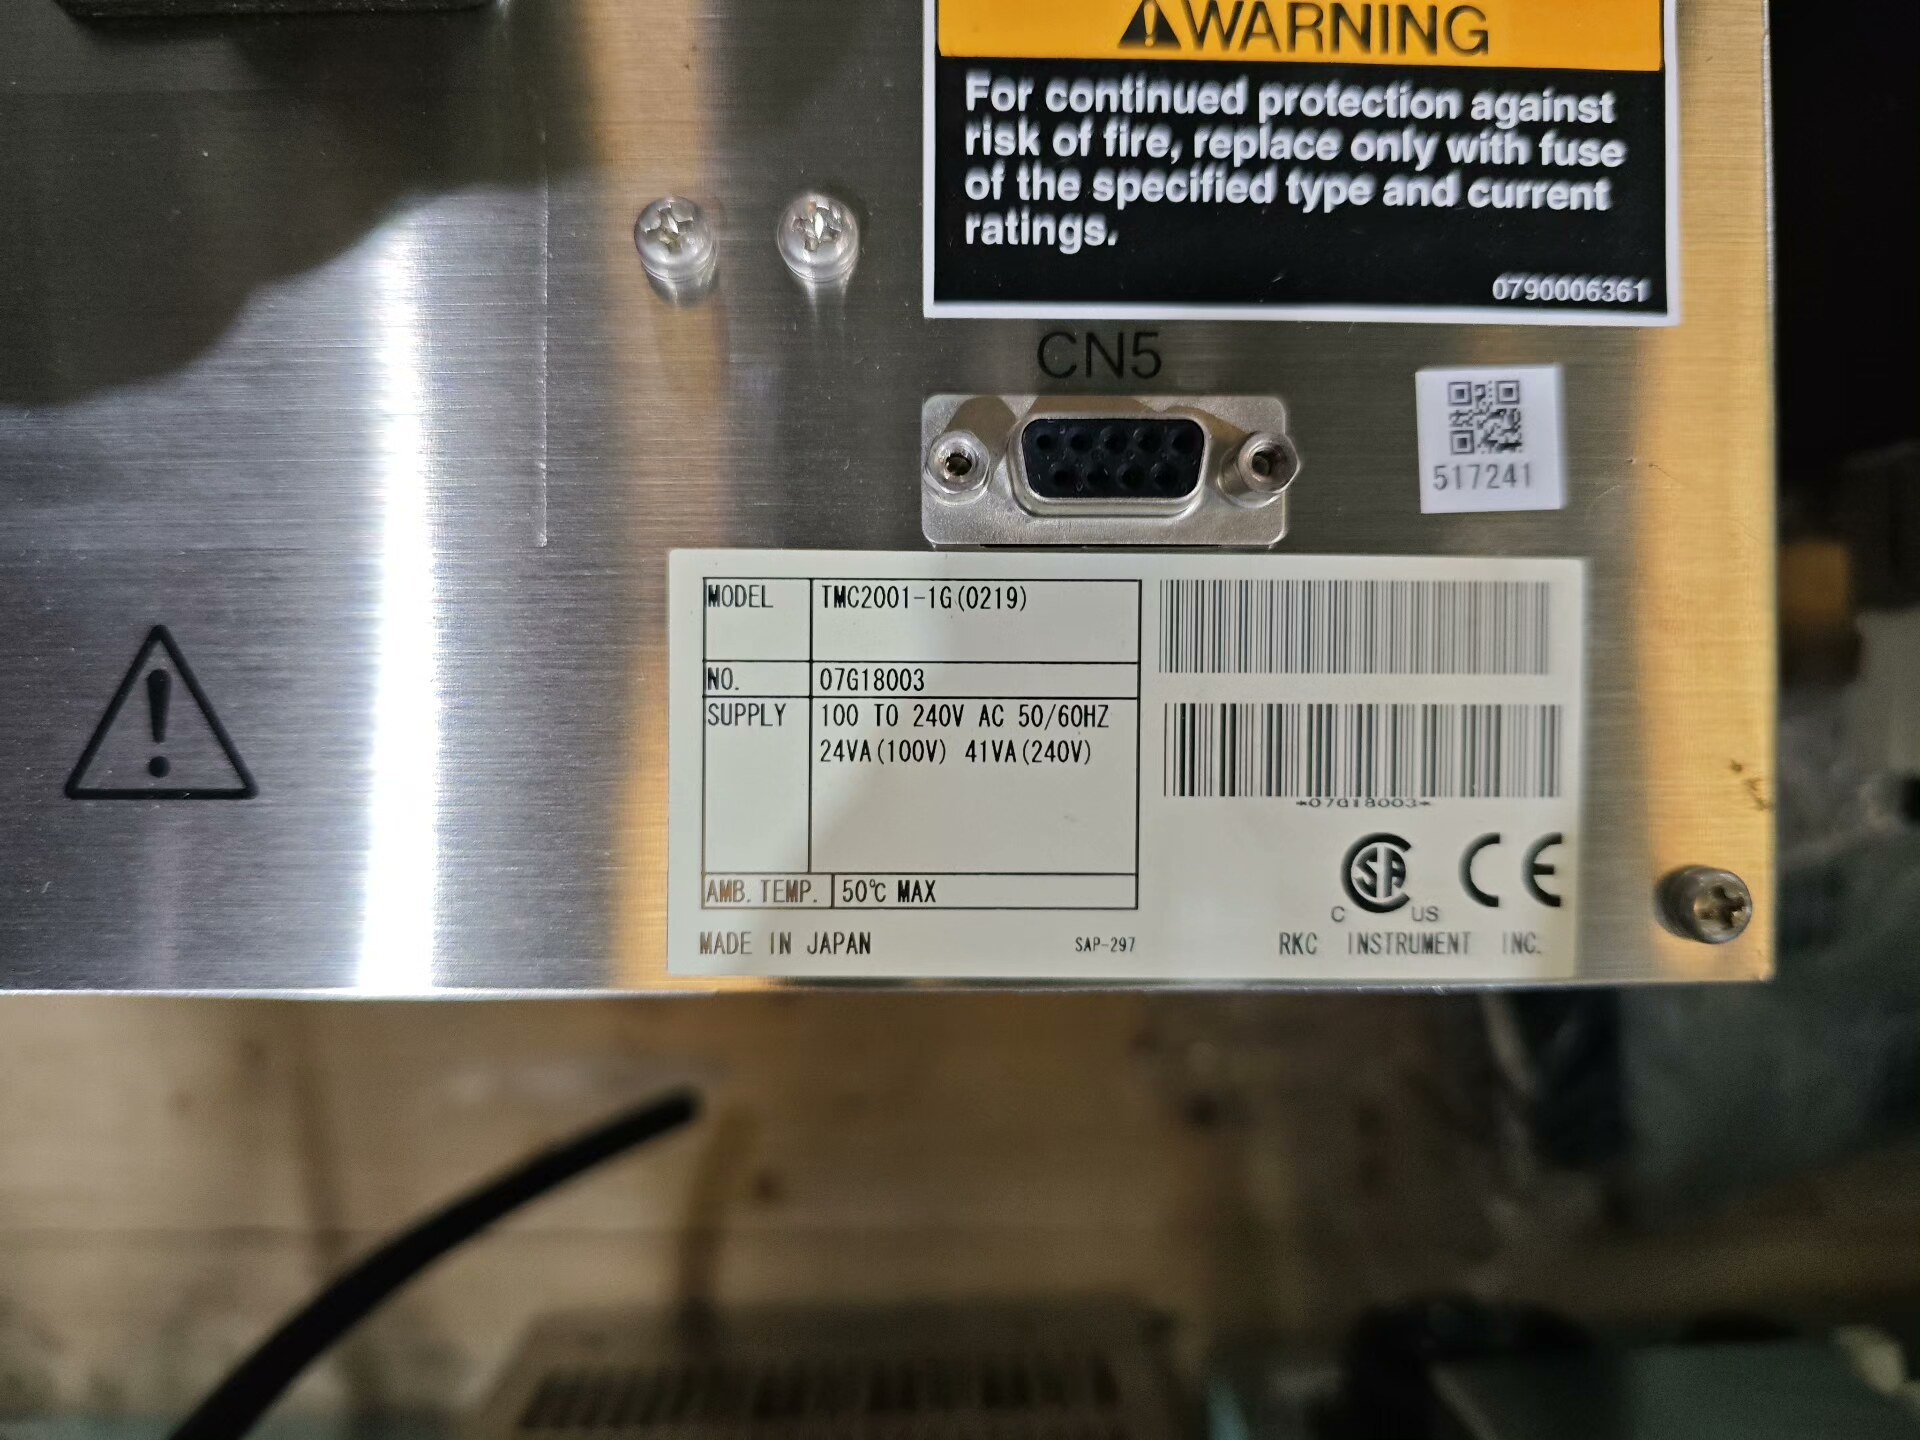 WARNING
For continued protection against
risk of fire, replace only with fuse
of the specified type and current
ratings.
0790006361
CN5
517241
MODEL TMC2001-1G(0219)
NO. 07G18003
SUPPLY 100 TO 240V AC 50/60HZ
24VA(100V) 41VA(240V)
*07G18003*
AMB. TEMP. 50℃ MAX
C SA US CE
MADE IN JAPAN SAP-297 RKC INSTRUMENT INC.